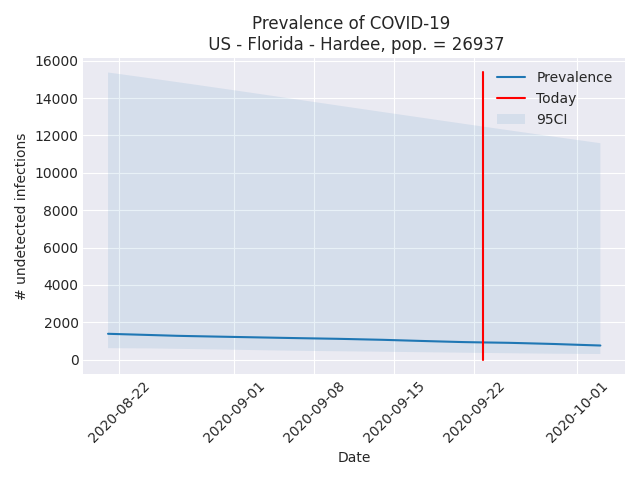 Prevalence of COVID-19
US - Florida - Hardee, pop. = 26937
16000
14000
12000
10000
8000
6000
4000
2000
0
# undetected infections
Prevalence
Today
95CI
2020-08-22
2020-09-01
2020-09-08
2020-09-15
2020-09-22
2020-10-01
Date